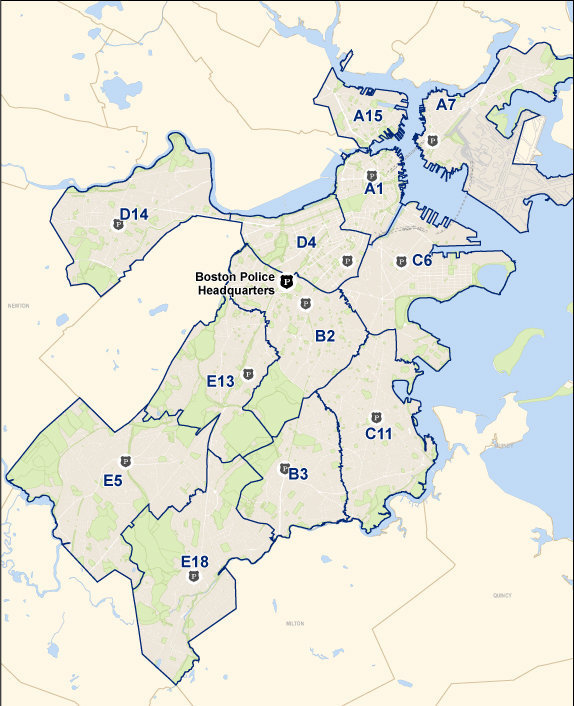 A7
A15
A1
D14
D4
C6
Boston Police
Headquarters
NEWTON
B2
E13
C11
E5
B3
E18
QUINCY
MILTON